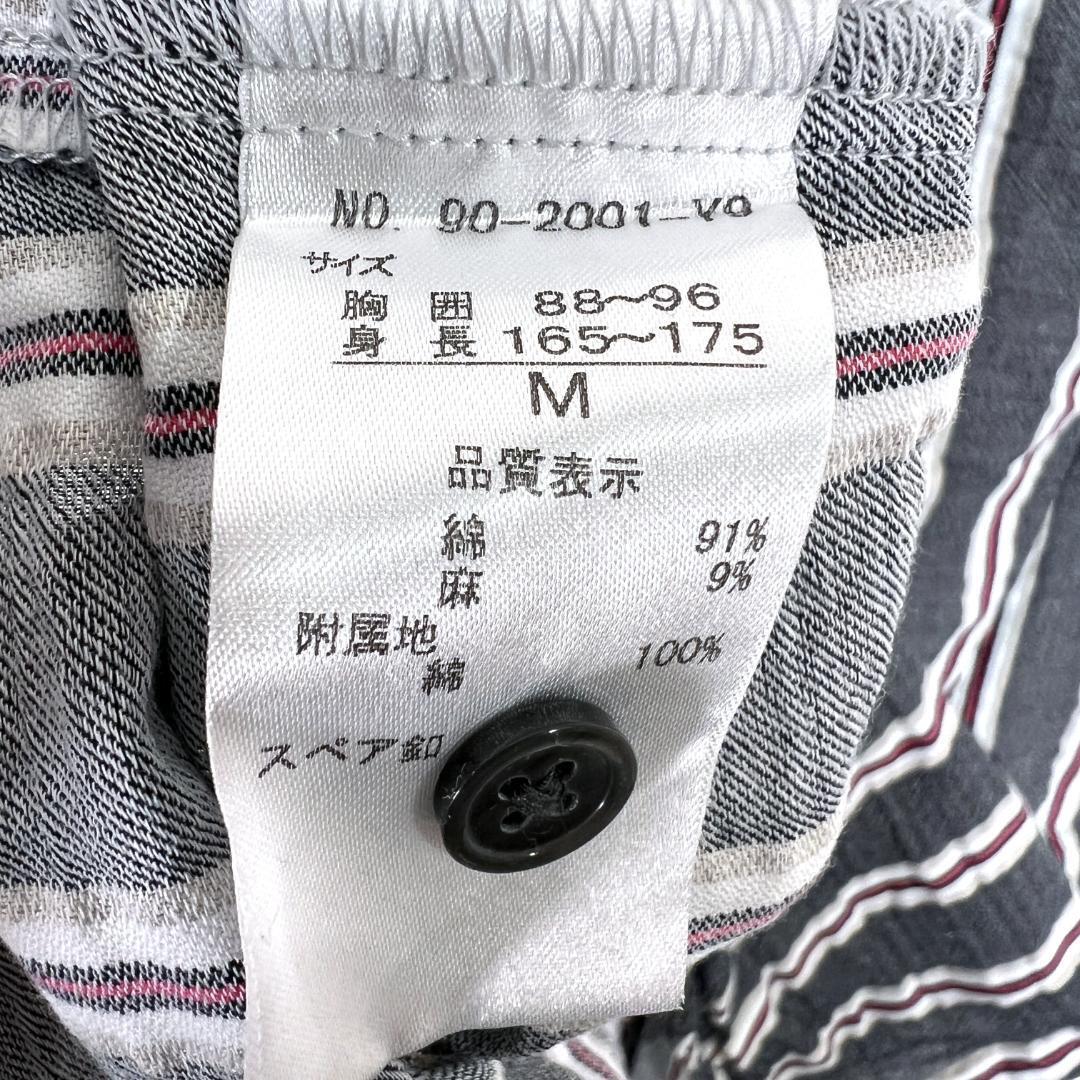 NO. 90-2001-Y9
サイズ
胸 囲 88～96
身 長 165～175
M
品質表示
綿 91%
麻 9%
附属地
綿 100%
スペア釦